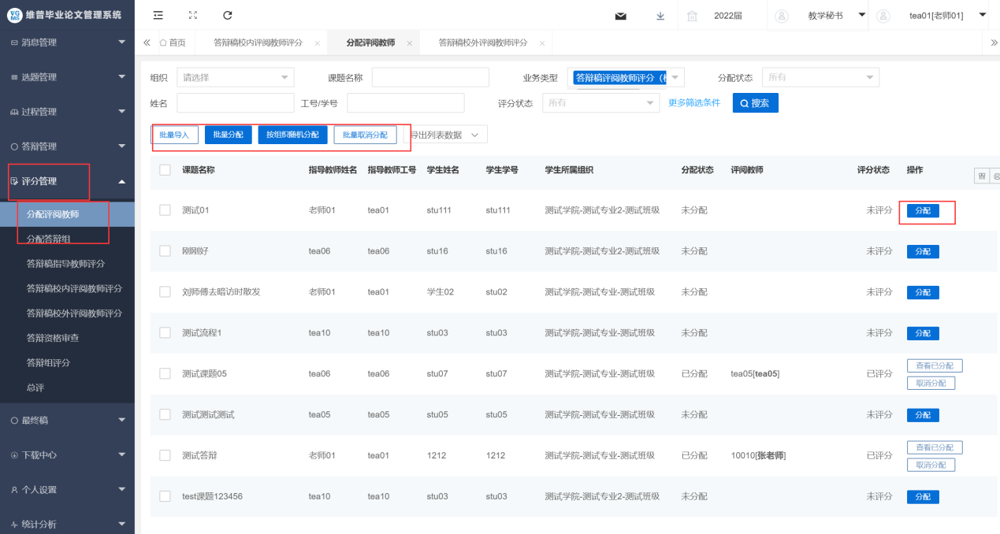 维普毕业论文管理系统
2022届
教学秘书
tea01[老师01]
消息管理
选题管理
过程管理
答辩管理
评分管理
分配评阅教师
分配答辩组
答辩稿指导教师评分
答辩稿校内评阅教师评分
答辩稿校外评阅教师评分
答辩资格审查
答辩组评分
总评
最终稿
下载中心
个人设置
统计分析
首页 答辩稿校内评阅教师评分 分配评阅教师 答辩稿校外评阅教师评分
组织 请选择 课题名称 业务类型 答辩稿评阅教师评分（ 分配状态 所有
姓名 工号/学号 评分状态 所有 更多筛选条件 搜索
批量导入 批量分配 按组织随机分配 批量取消分配 导出列表数据
课题名称 指导教师姓名 指导教师工号 学生姓名 学生学号 学生所属组织 分配状态 评阅教师 评分状态 操作
测试01 老师01 tea01 stu111 stu111 测试学院-测试专业2-测试班级 未分配 未评分 分配
刚刚好 tea06 tea06 stu16 stu16 测试学院-测试专业2-测试班级 未分配 未评分 分配
刘师傅去暗访时散发 老师01 tea01 学生02 stu02 测试学院-测试专业-测试班级 未分配 未评分 分配
测试流程1 tea10 tea10 stu03 stu03 测试学院-测试专业-测试班级 未分配 未评分 分配
测试课题05 tea06 tea06 stu07 stu07 测试学院-测试专业-测试班级 已分配 tea05[tea05] 已评分 查看已分配
取消分配
测试测试测试 tea05 tea05 stu05 stu05 测试学院-测试专业-测试班级 未分配 未评分 分配
测试答辩 老师01 tea01 1212 1212 测试学院-测试专业-测试班级 已分配 10010[张老师] 已评分 查看已分配
取消分配
test课题123456 tea10 tea10 stu03 stu03 测试学院-测试专业2-测试班级 未分配 未评分 分配